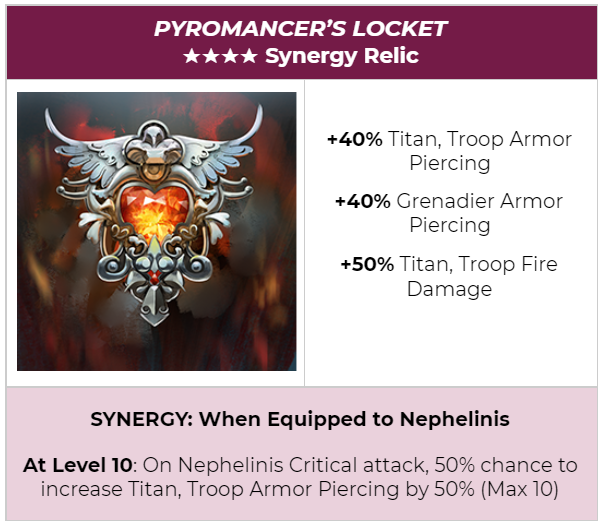 PYROMANCER'S LOCKET
★★★★ Synergy Relic
+40% Titan, Troop Armor
Piercing
+40% Grenadier Armor
Piercing
+50% Titan, Troop Fire
Damage
SYNERGY: When Equipped to Nephelinis
At Level 10: On Nephelinis Critical attack, 50% chance to
increase Titan, Troop Armor Piercing by 50% (Max 10)